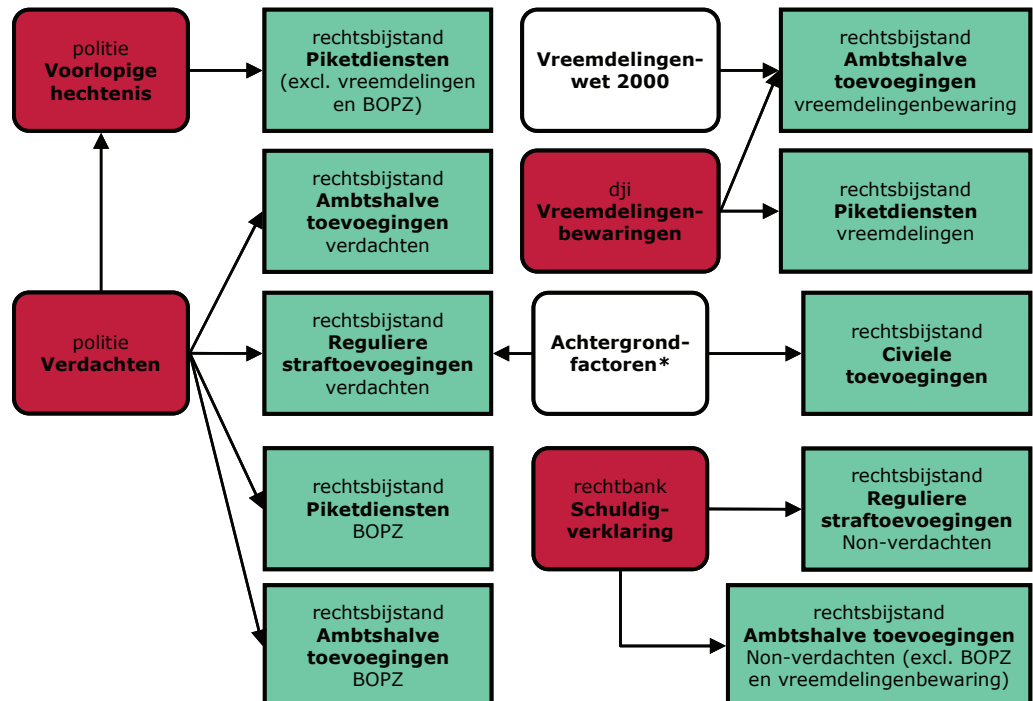 politie
Voorlopige
hechtenis
rechtsbijstand
Piketdiensten
(excl. vreemdelingen
en BOPZ)
Vreemdelingen-
wet 2000
rechtsbijstand
Ambtshalve
toevoegingen
vreemdelingenbewaring
rechtsbijstand
Ambtshalve
toevoegingen
verdachten
dji
Vreemdelingen-
bewaringen
rechtsbijstand
Piketdiensten
vreemdelingen
politie
Verdachten
rechtsbijstand
Reguliere
straftoevoegingen
verdachten
Achtergrond-
factoren*
rechtsbijstand
Civiele
toevoegingen
rechtsbijstand
Piketdiensten
BOPZ
rechtbank
Schuldig-
verklaring
rechtsbijstand
Reguliere
straftoevoegingen
Non-verdachten
rechtsbijstand
Ambtshalve
toevoegingen
BOPZ
rechtsbijstand
Ambtshalve toevoegingen
Non-verdachten (excl. BOPZ
en vreemdelingenbewaring)